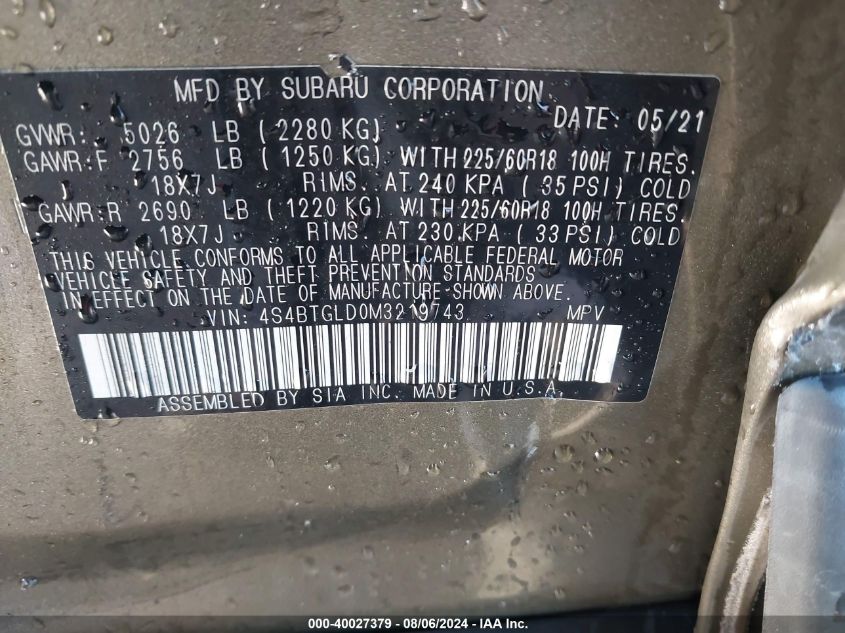 MFD BY SUBARU CORPORATION
DATE: 05/21
GVWR: 5026 LB (2280 KG)
GAWR:F 2756 LB (1250 KG) WITH 225/60R18 100H TIRES.
18X7J RIMS. AT 240 KPA (35 PSI) COLD
GAWR:R 2690 LB (1220 KG) WITH 225/60R18 100H TIRES.
18X7J RIMS. AT 230 KPA (33 PSI) COLD
THIS VEHICLE CONFORMS TO ALL APPLICABLE FEDERAL MOTOR
VEHICLE SAFETY AND THEFT PREVENTION STANDARDS
IN EFFECT ON THE DATE OF MANUFACTURE SHOWN ABOVE.
VIN: 4S4BTGLD0M3219743 MPV
ASSEMBLED BY SIA INC. MADE IN U.S.A.
000-40027379 - 08/06/2024 - IAA Inc.